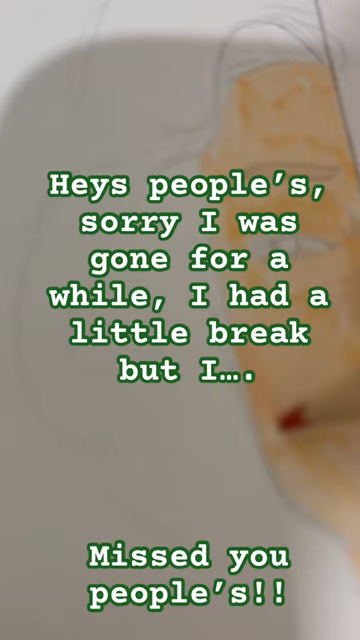 Heys people’s,
sorry I was
gone for a
while, I had a
little break
but I….
Missed you
people’s!!